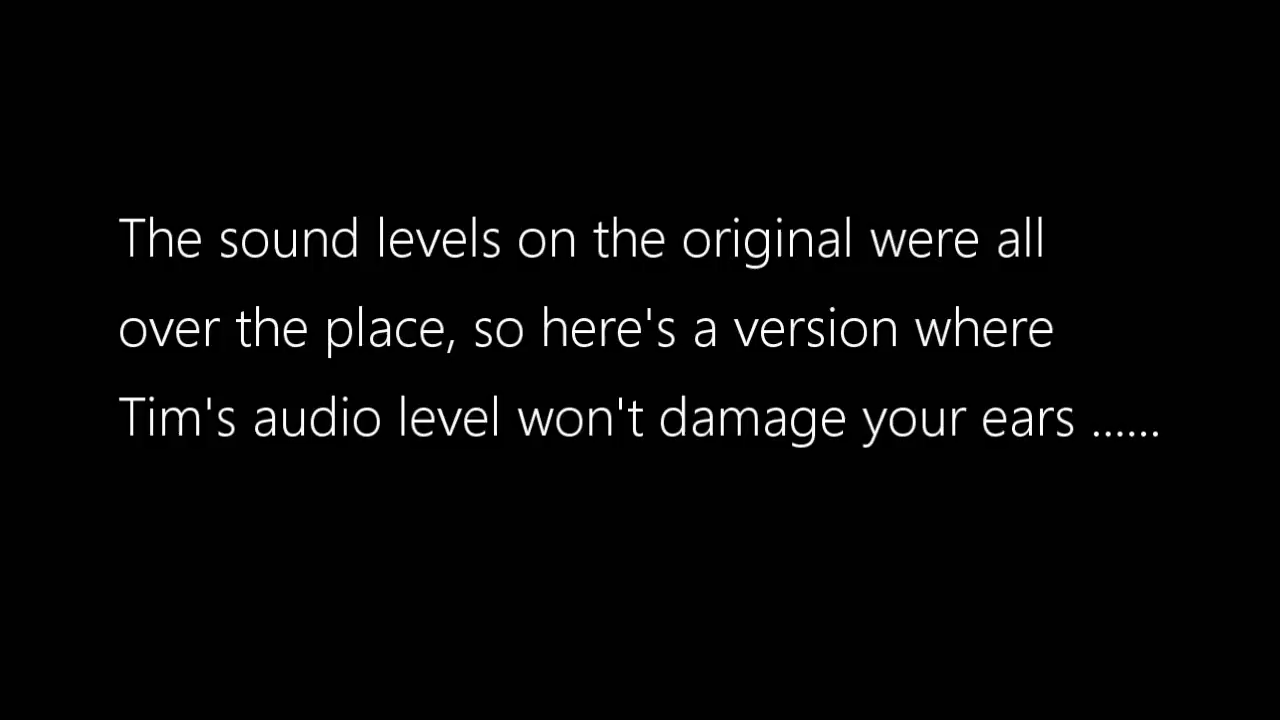 The sound levels on the original were all
over the place, so here's a version where
Tim's audio level won't damage your ears ......